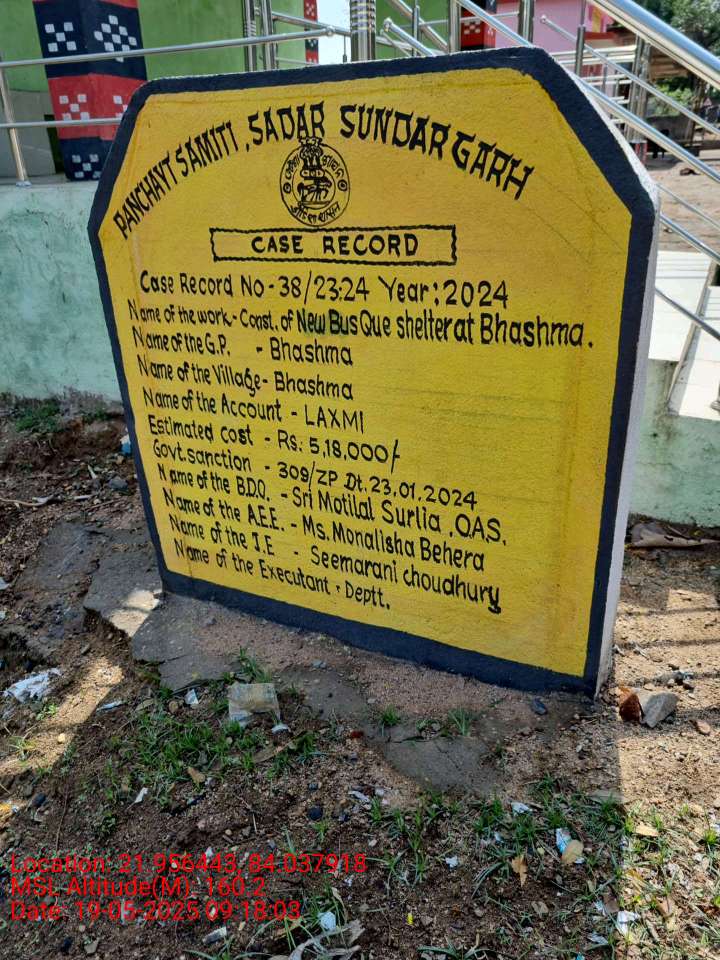 PANCHAYT SAMITI, SADAR SUNDARGARH
CASE RECORD
Case Record No - 38/23-24 Year: 2024
Name of the work - Const. of New Bus Que shelter at Bhashma.
Name of the G.P. - Bhashma
Name of the Village - Bhashma
Name of the Account - LAXMI
Estimated cost - Rs: 5,18,000/
Govt. sanction - 309/ZP Dt. 23.01.2024
Name of the B.D.O. - Sri Motilal Surlia, OAS.
Name of the A.E.E. - Ms. Monalisha Behera
Name of the J.E - Seemarani choudhury
Name of the Executant - Deptt.
Location: 21.956443, 84.037918
MSL Altitude(M): 160.2
Date: 19-05-2025 09:18:03